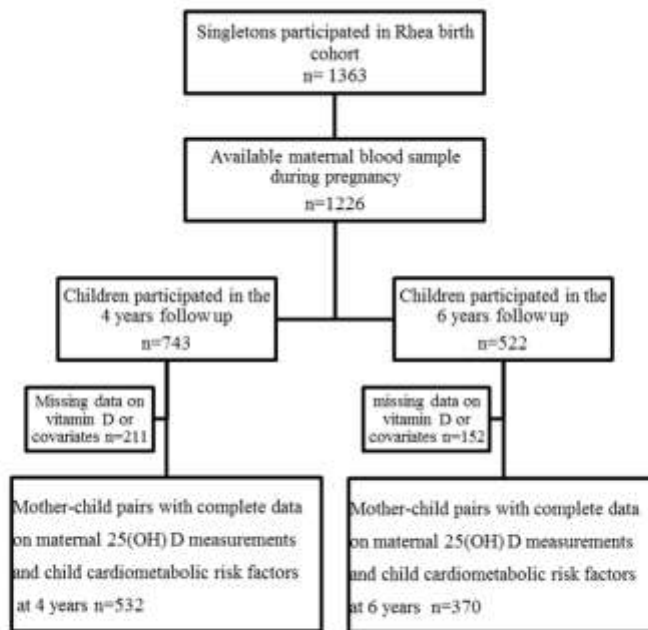 Singletons participated in Rhea birth
cohort
n= 1363
Available maternal blood sample
during pregnancy
n=1226
Children participated in the
4 years follow up
n=743
Children participated in the
6 years follow up
n=522
Missing data on
vitamin D or
covariates n=211
missing data on
vitamin D or
covariates n=152
Mother-child pairs with complete data
on maternal 25(OH) D measurements
and child cardiometabolic risk factors
at 4 years n=532
Mother-child pairs with complete data
on maternal 25(OH) D measurements
and child cardiometabolic risk factors
at 6 years n=370